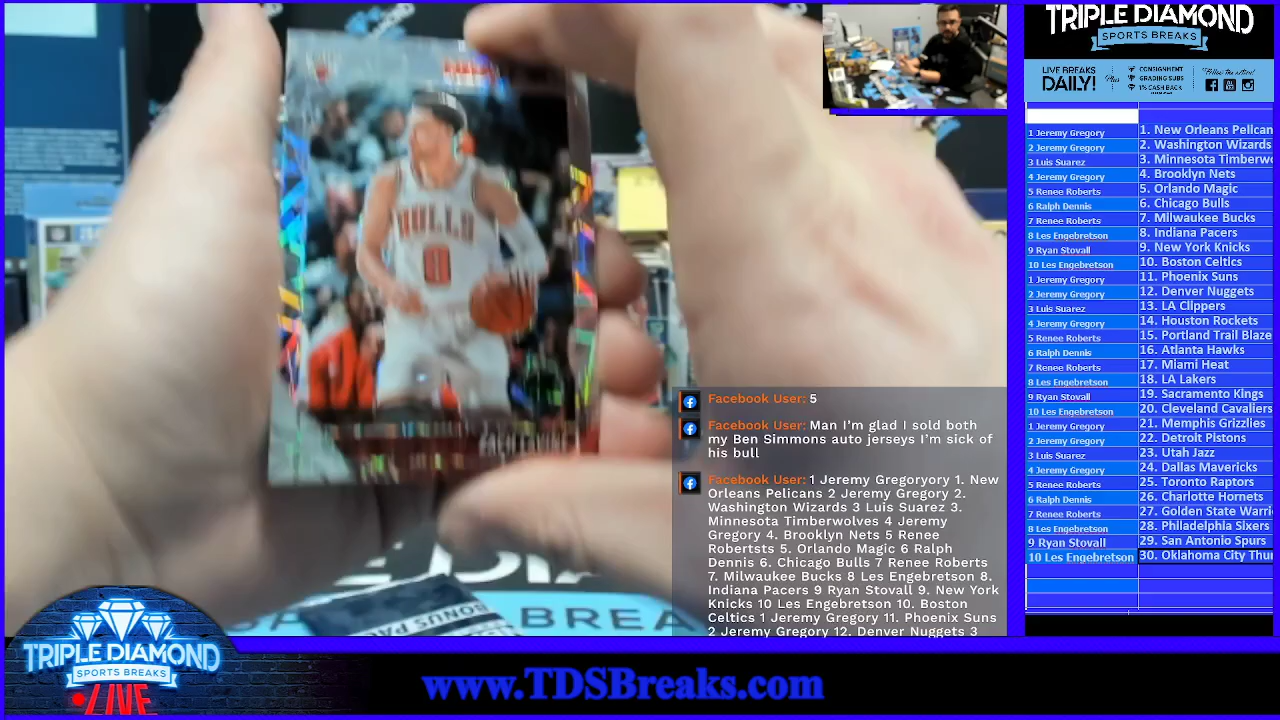 BULLS
8
BONUS PA
BREA
TRIPLE DIAMOND
SPORTS BREAKS
LIVE BREAKS
DAILY!
Plus
CONSIGNMENT
GRADING SUBS
1% CASH BACK
1 Jeremy Gregory 1. New Orleans Pelican
2 Jeremy Gregory 2. Washington Wizards
3 Luis Suarez 3. Minnesota Timberwo
4 Jeremy Gregory 4. Brooklyn Nets
5 Renee Roberts 5. Orlando Magic
6 Ralph Dennis 6. Chicago Bulls
7 Renee Roberts 7. Milwaukee Bucks
8 Les Engebretson 8. Indiana Pacers
9 Ryan Stovall 9. New York Knicks
10 Les Engebretson 10. Boston Celtics
1 Jeremy Gregory 11. Phoenix Suns
2 Jeremy Gregory 12. Denver Nuggets
3 Luis Suarez 13. LA Clippers
4 Jeremy Gregory 14. Houston Rockets
5 Renee Roberts 15. Portland Trail Blaze
6 Ralph Dennis 16. Atlanta Hawks
7 Renee Roberts 17. Miami Heat
8 Les Engebretson 18. LA Lakers
9 Ryan Stovall 19. Sacramento Kings
10 Les Engebretson 20. Cleveland Cavaliers
1 Jeremy Gregory 21. Memphis Grizzlies
2 Jeremy Gregory 22. Detroit Pistons
3 Luis Suarez 23. Utah Jazz
4 Jeremy Gregory 24. Dallas Mavericks
5 Renee Roberts 25. Toronto Raptors
6 Ralph Dennis 26. Charlotte Hornets
7 Renee Roberts 27. Golden State Warri
8 Les Engebretson 28. Philadelphia Sixers
9 Ryan Stovall 29. San Antonio Spurs
10 Les Engebretson 30. Oklahoma City Thun
Facebook User: 5
Facebook User: Man I'm glad I sold both
my Ben Simmons auto jerseys I'm sick of
his bull
Facebook User: 1 Jeremy Gregoryory 1. New
Orleans Pelicans 2 Jeremy Gregory 2.
Washington Wizards 3 Luis Suarez 3.
Minnesota Timberwolves 4 Jeremy
Gregory 4. Brooklyn Nets 5 Renee
Robertsts 5. Orlando Magic 6 Ralph
Dennis 6. Chicago Bulls 7 Renee Roberts
7. Milwaukee Bucks 8 Les Engebretson 8.
Indiana Pacers 9 Ryan Stovall 9. New York
Knicks 10 Les Engebretson 10. Boston
Celtics 1 Jeremy Gregory 11. Phoenix Suns
2 Jeremy Gregory 12. Denver Nuggets 3
TRIPLE DIAMOND
SPORTS BREAKS
LIVE
www.TDSBreaks.com